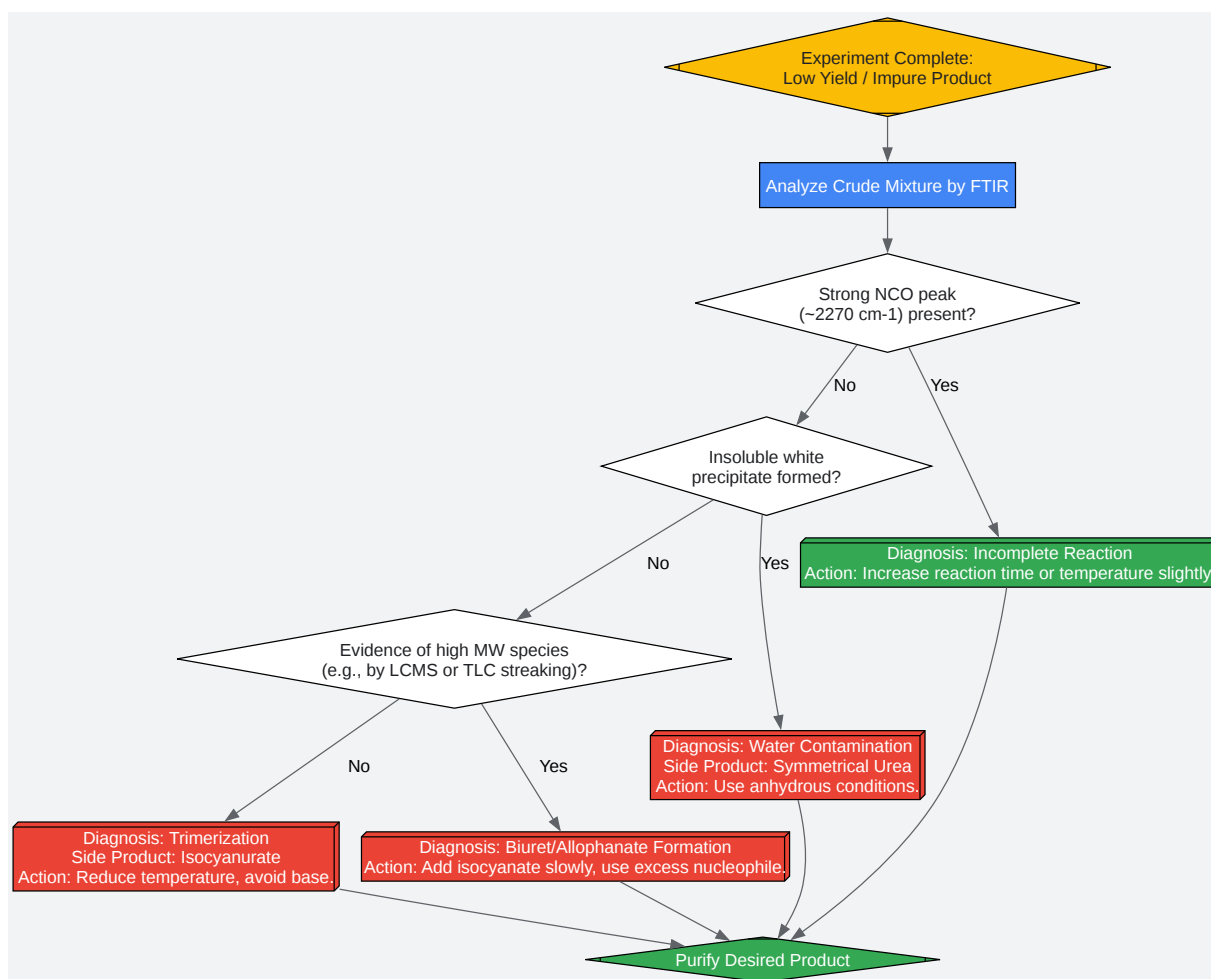 Experiment Complete:
Low Yield / Impure Product
Analyze Crude Mixture by FTIR
Strong NCO peak
(~2270 cm-1) present?
No
Yes
Insoluble white
precipitate formed?
No
Yes
Diagnosis: Incomplete Reaction
Action: Increase reaction time or temperature slightly.
Evidence of high MW species
(e.g., by LCMS or TLC streaking)?
No
Yes
Diagnosis: Water Contamination
Side Product: Symmetrical Urea
Action: Use anhydrous conditions.
Diagnosis: Trimerization
Side Product: Isocyanurate
Action: Reduce temperature, avoid base.
Diagnosis: Biuret/Allophanate Formation
Action: Add isocyanate slowly, use excess nucleophile.
Purify Desired Product